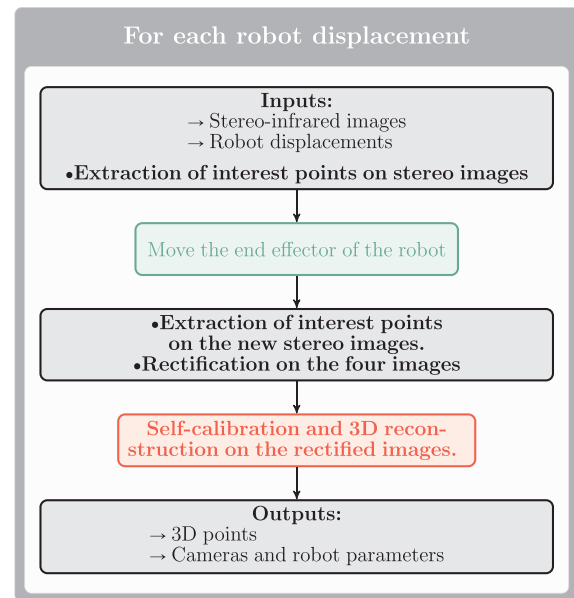 For each robot displacement
Inputs:
→ Stereo-infrared images
→ Robot displacements
•Extraction of interest points on stereo images
Move the end effector of the robot
•Extraction of interest points
on the new stereo images.
•Rectification on the four images
Self-calibration and 3D recon-
struction on the rectified images.
Outputs:
→ 3D points
→ Cameras and robot parameters